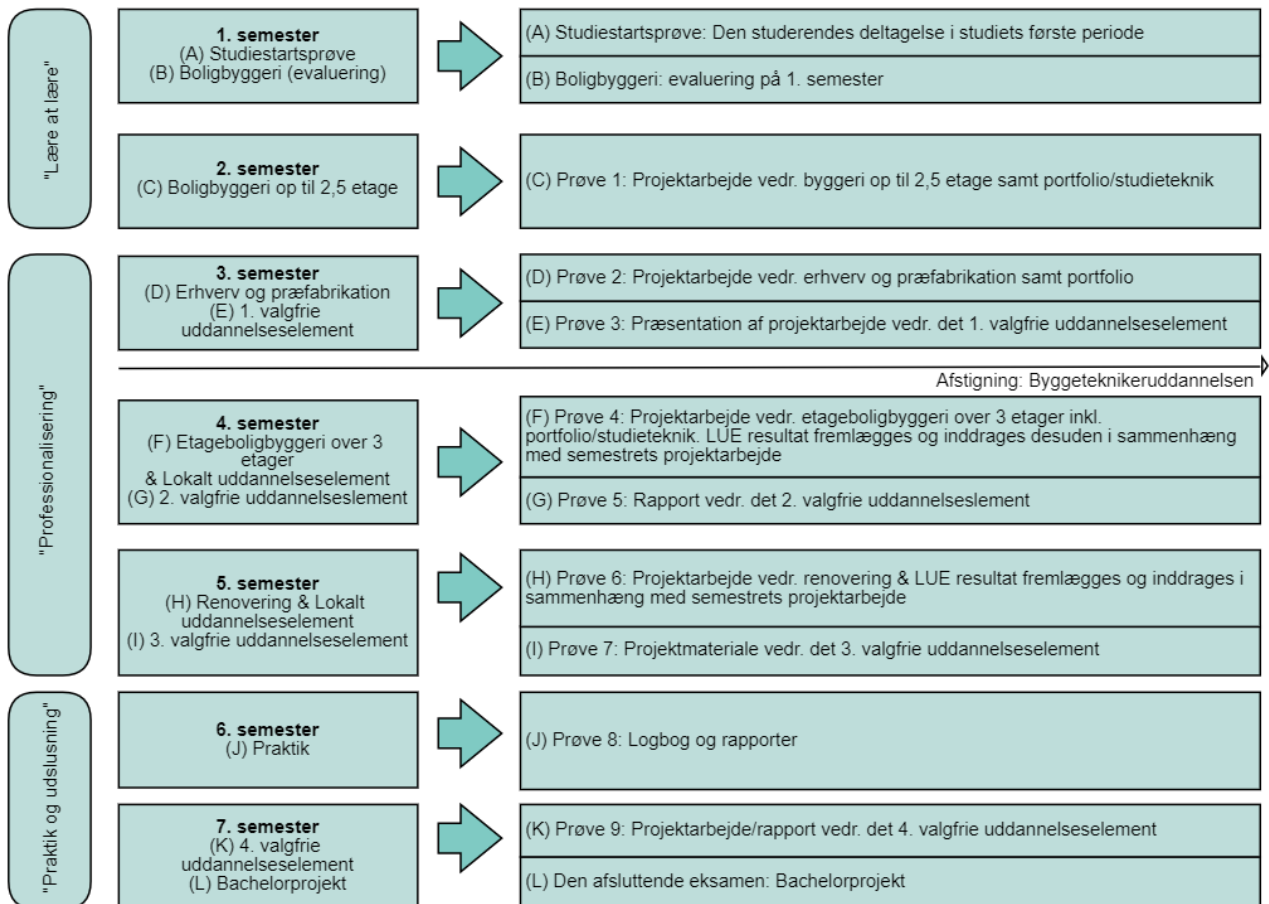 "Lære at lære"
1. semester
(A) Studiestartsprøve
(B) Boligbyggeri (evaluering)
(A) Studiestartsprøve: Den studerendes deltagelse i studiets første periode
(B) Boligbyggeri: evaluering på 1. semester
2. semester
(C) Boligbyggeri op til 2,5 etage
(C) Prøve 1: Projektarbejde vedr. byggeri op til 2,5 etage samt portfolio/studieteknik
"Professionalisering"
3. semester
(D) Erhverv og præfabrikation
(E) 1. valgfrie
uddannelseselement
(D) Prøve 2: Projektarbejde vedr. erhverv og præfabrikation samt portfolio
(E) Prøve 3: Præsentation af projektarbejde vedr. det 1. valgfrie uddannelseselement
Afstigning: Byggeteknikeruddannelsen
4. semester
(F) Etageboligbyggeri over 3
etager
& Lokalt uddannelseselement
(G) 2. valgfrie uddannelseslement
(F) Prøve 4: Projektarbejde vedr. etageboligbyggeri over 3 etager inkl.
portfolio/studieteknik. LUE resultat fremlægges og inddrages desuden i sammenhæng
med semestrets projektarbejde
(G) Prøve 5: Rapport vedr. det 2. valgfrie uddannelseslement
5. semester
(H) Renovering & Lokalt
uddannelseselement
(I) 3. valgfrie uddannelseselement
(H) Prøve 6: Projektarbejde vedr. renovering & LUE resultat fremlægges og inddrages i
sammenhæng med semestrets projektarbejde
(I) Prøve 7: Projektmateriale vedr. det 3. valgfrie uddannelseselement
"Praktik og udslusning"
6. semester
(J) Praktik
(J) Prøve 8: Logbog og rapporter
7. semester
(K) 4. valgfrie
uddannelseselement
(L) Bachelorprojekt
(K) Prøve 9: Projektarbejde/rapport vedr. det 4. valgfrie uddannelseselement
(L) Den afsluttende eksamen: Bachelorprojekt